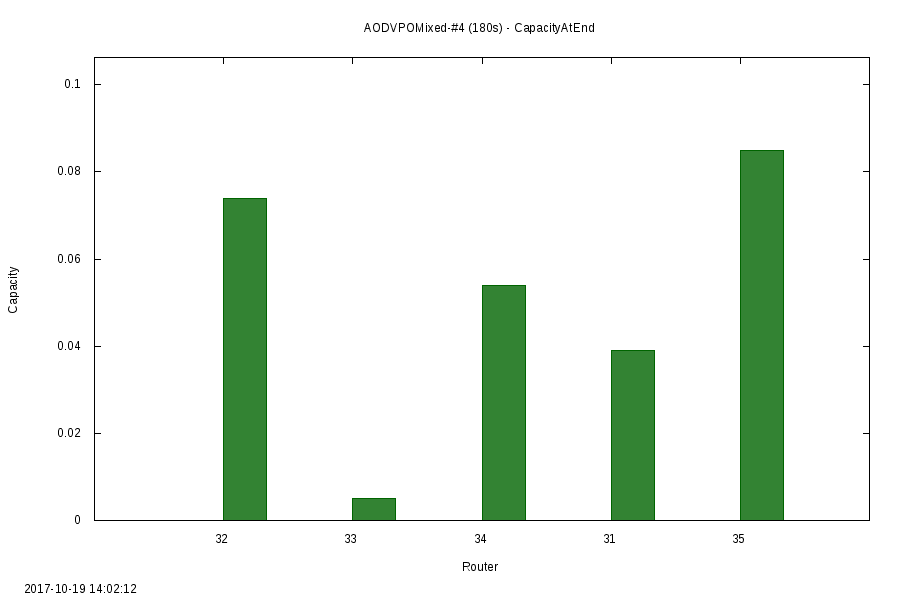 AODVPOMixed-#4 (180s) - CapacityAtEnd
0.1
0.08
0.06
0.04
0.02
0
Capacity
32 33 34 31 35
Router
2017-10-19 14:02:12